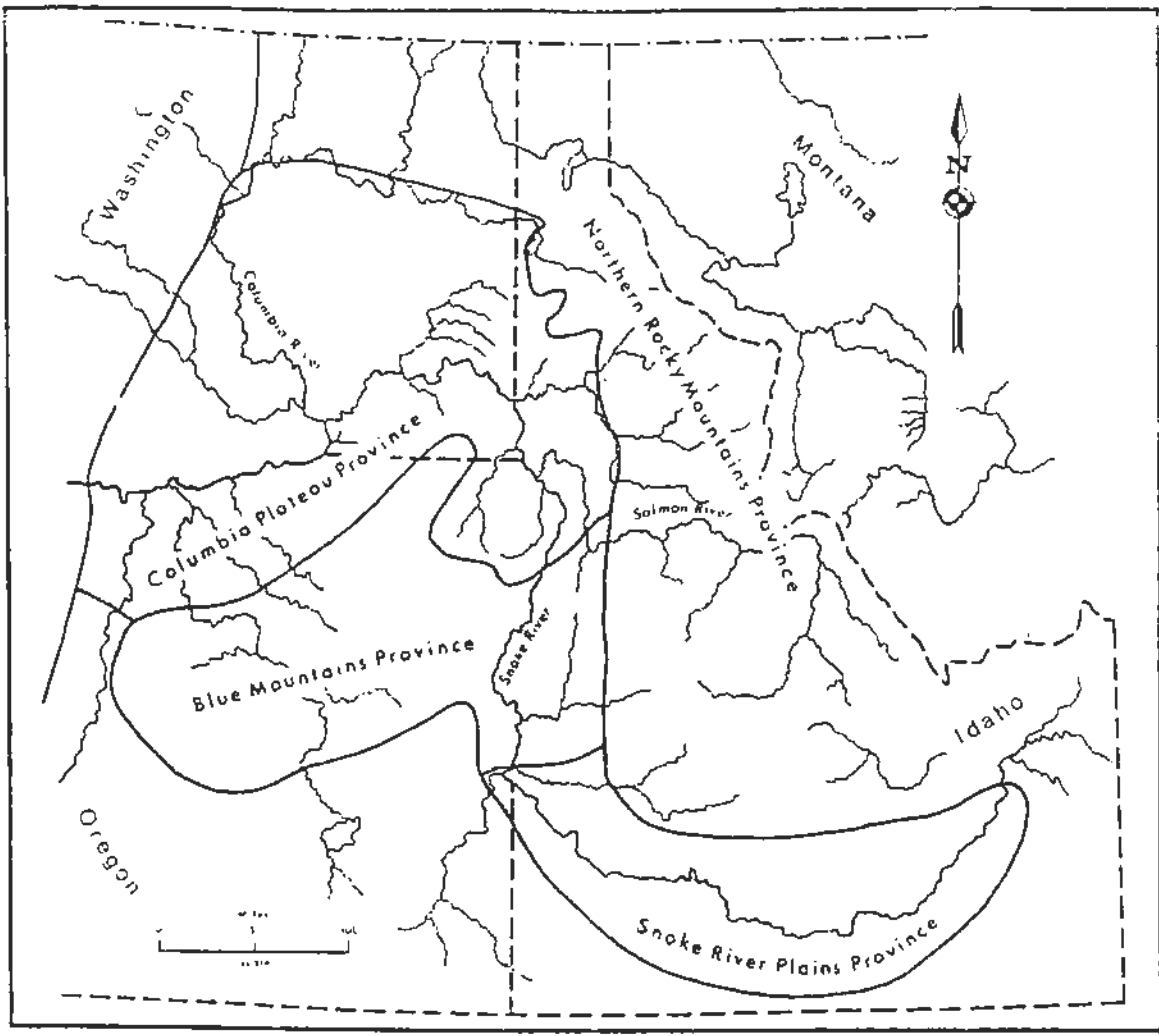 Washington
Montana
N
Northern Rocky Mountains Province
Columbia River
Columbia Plateau Province
Salmon River
Snake River
Blue Mountains Province
Idaho
Oregon
Snake River Plains Province